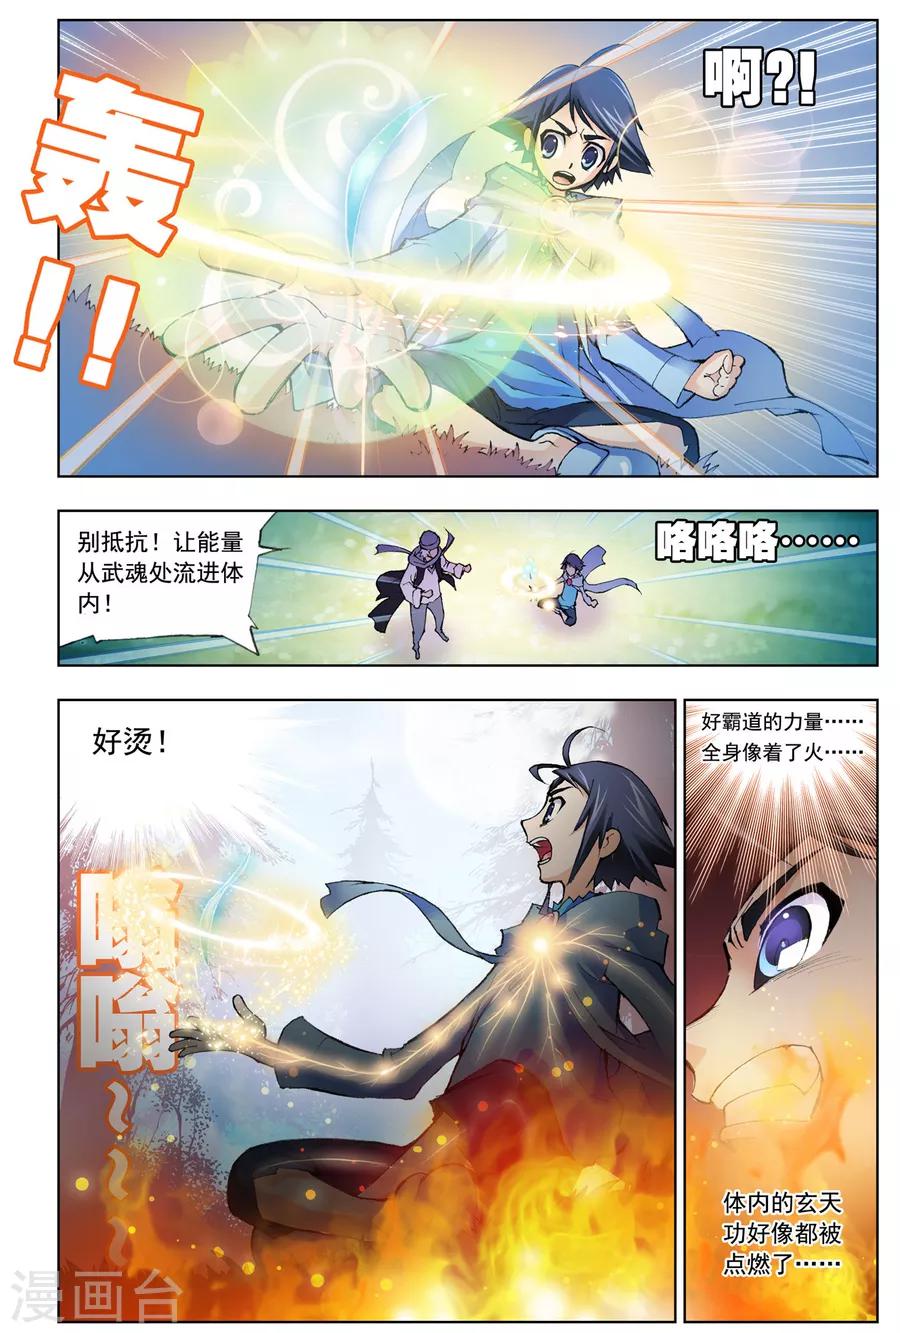 轰!!
啊?!
别抵抗！让能量
从武魂处流进体
内！
咯咯咯……
好烫！
嗡
嗡
~~~~
好霸道的力量……
全身像着了火……
体内的玄天
功好像都被
点燃了……
漫画台